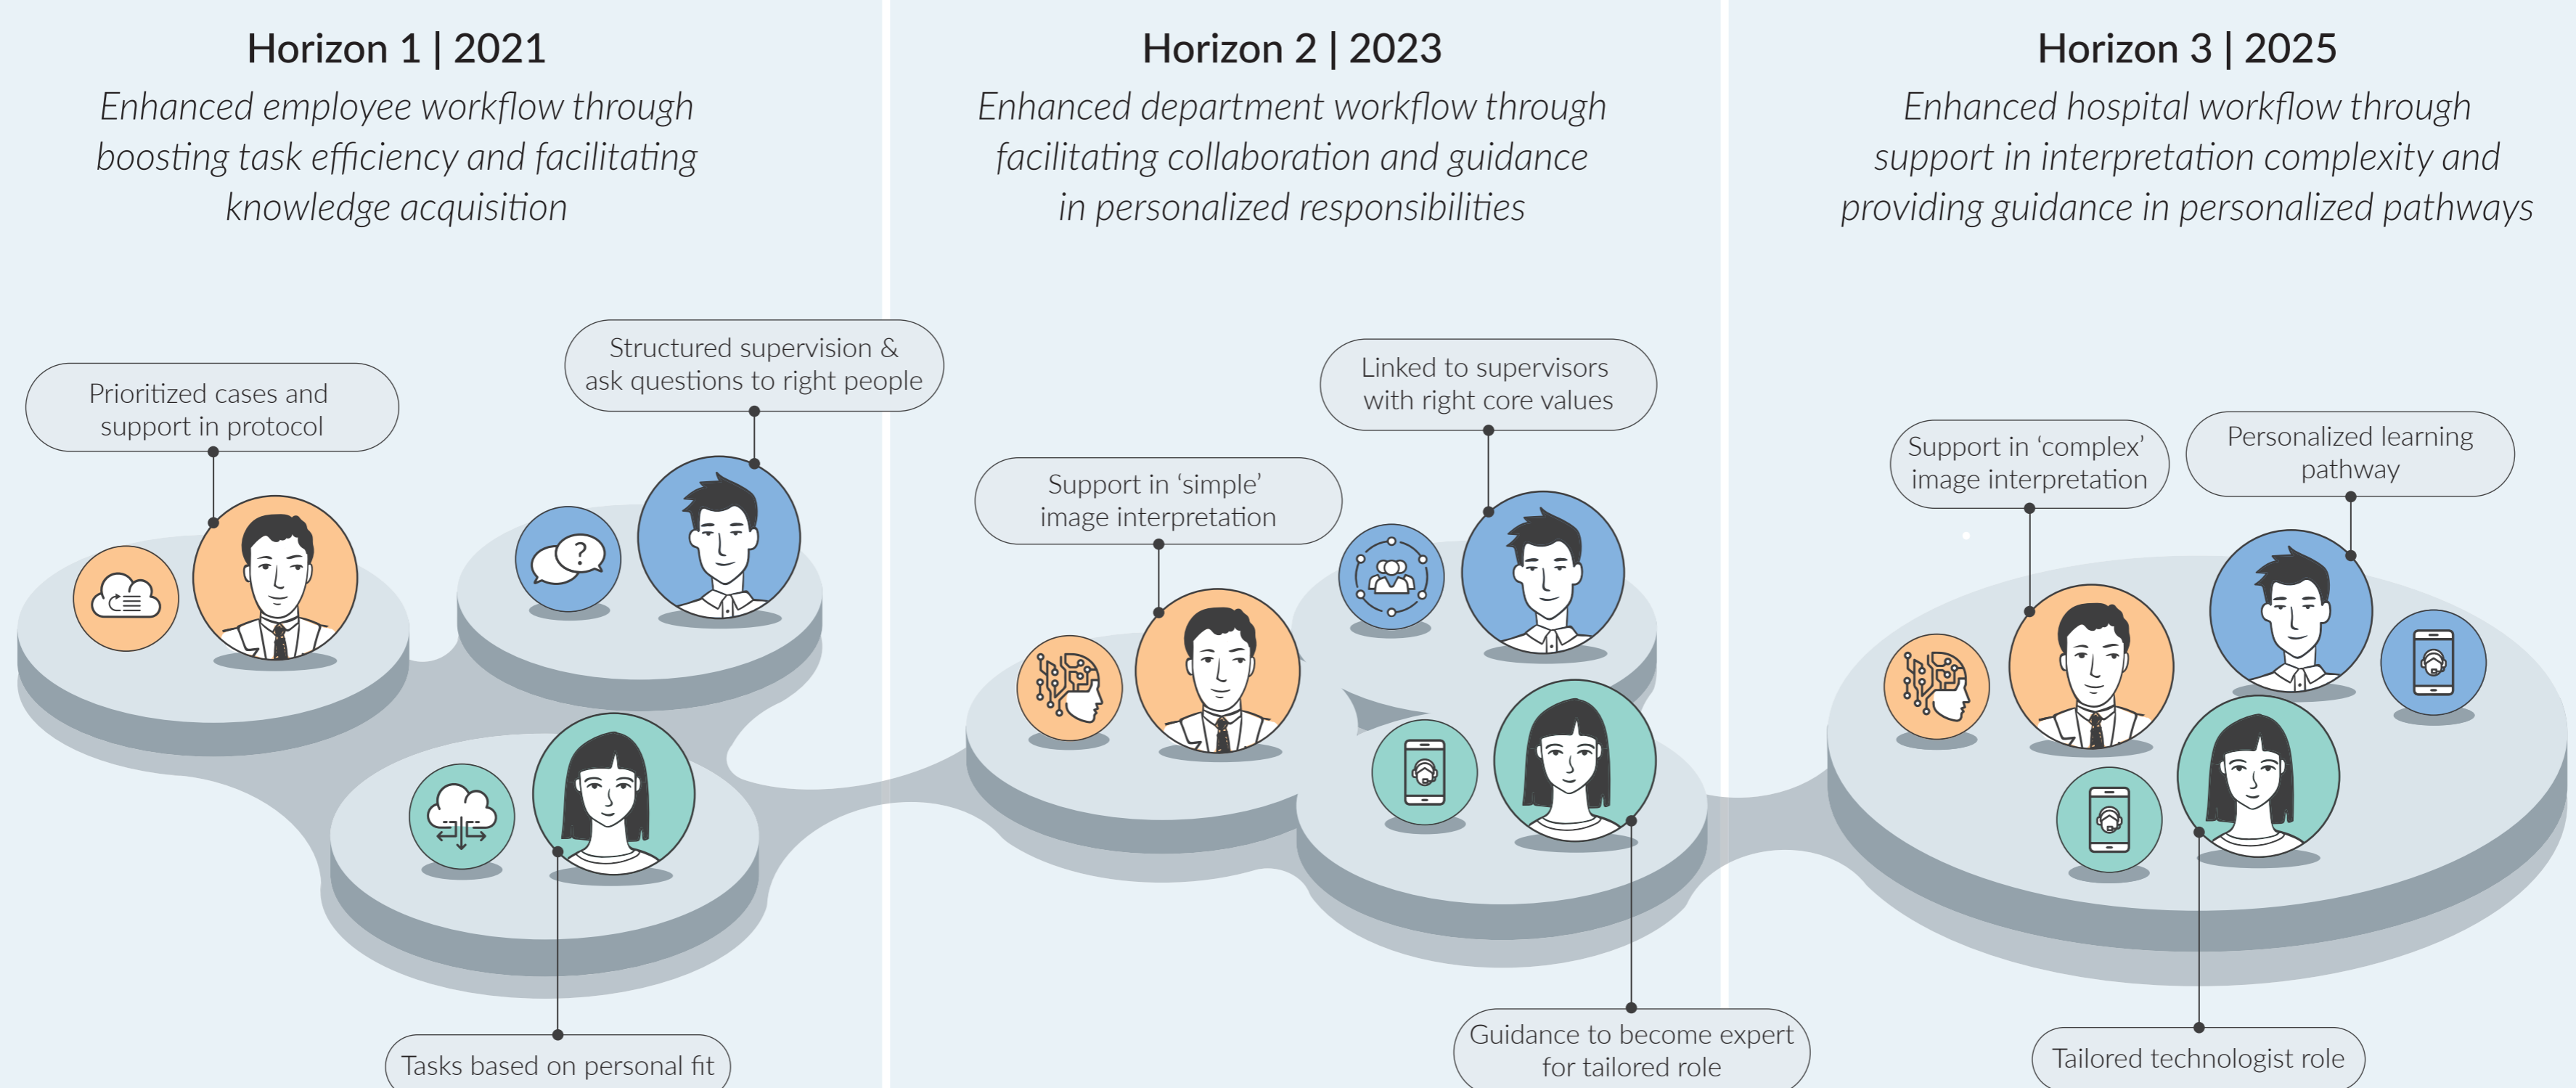 Horizon 1 | 2021
Enhanced employee workflow through
boosting task efficiency and facilitating
knowledge acquisition
Prioritized cases and
support in protocol
Structured supervision &
ask questions to right people
?
Tasks based on personal fit
Horizon 2 | 2023
Enhanced department workflow through
facilitating collaboration and guidance
in personalized responsibilities
Support in ‘simple’
image interpretation
Linked to supervisors
with right core values
Guidance to become expert
for tailored role
Horizon 3 | 2025
Enhanced hospital workflow through
support in interpretation complexity and
providing guidance in personalized pathways
Support in ‘complex’
image interpretation
Personalized learning
pathway
Tailored technologist role